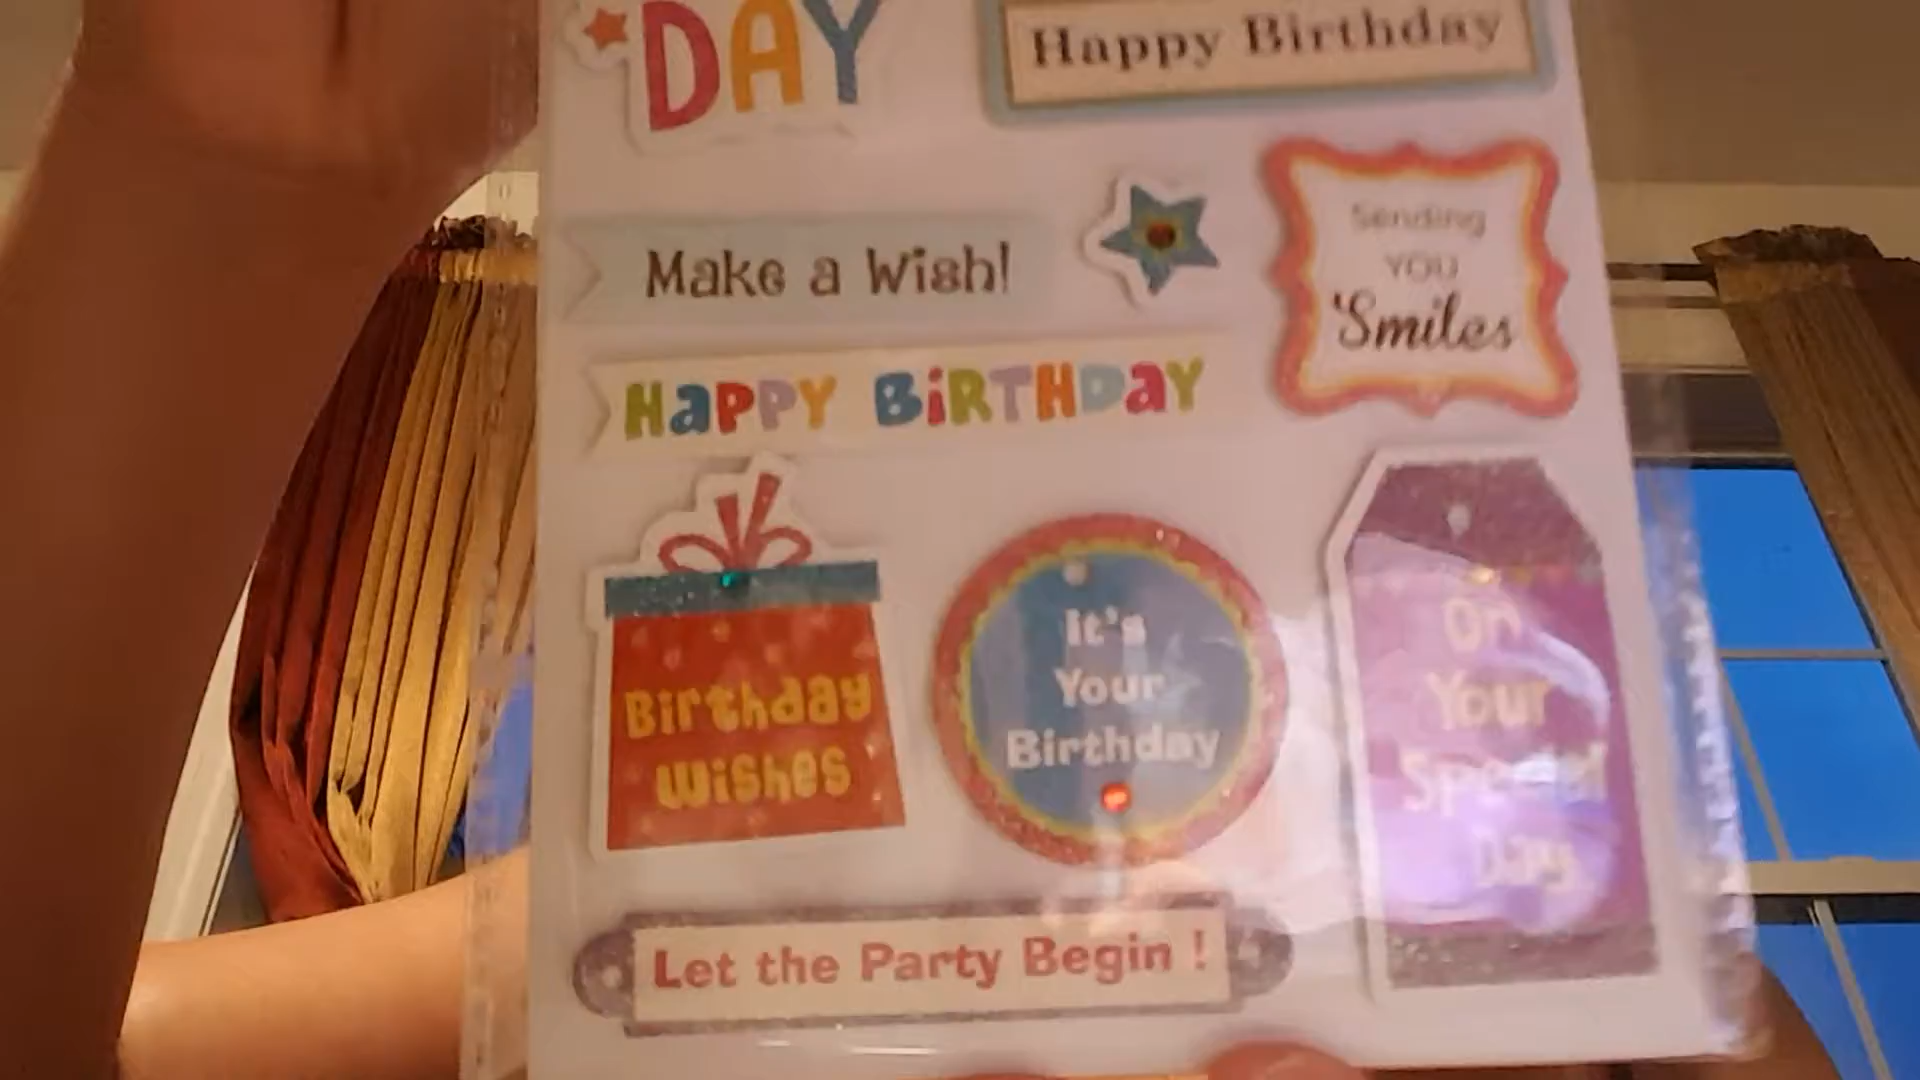 DAY
Happy Birthday
Make a Wish!
Sending
YOU
Smiles
HAPPY BIRTHDAY
Birthday
Wishes
It's
Your
Birthday
On
Your
Special
Day
Let the Party Begin !